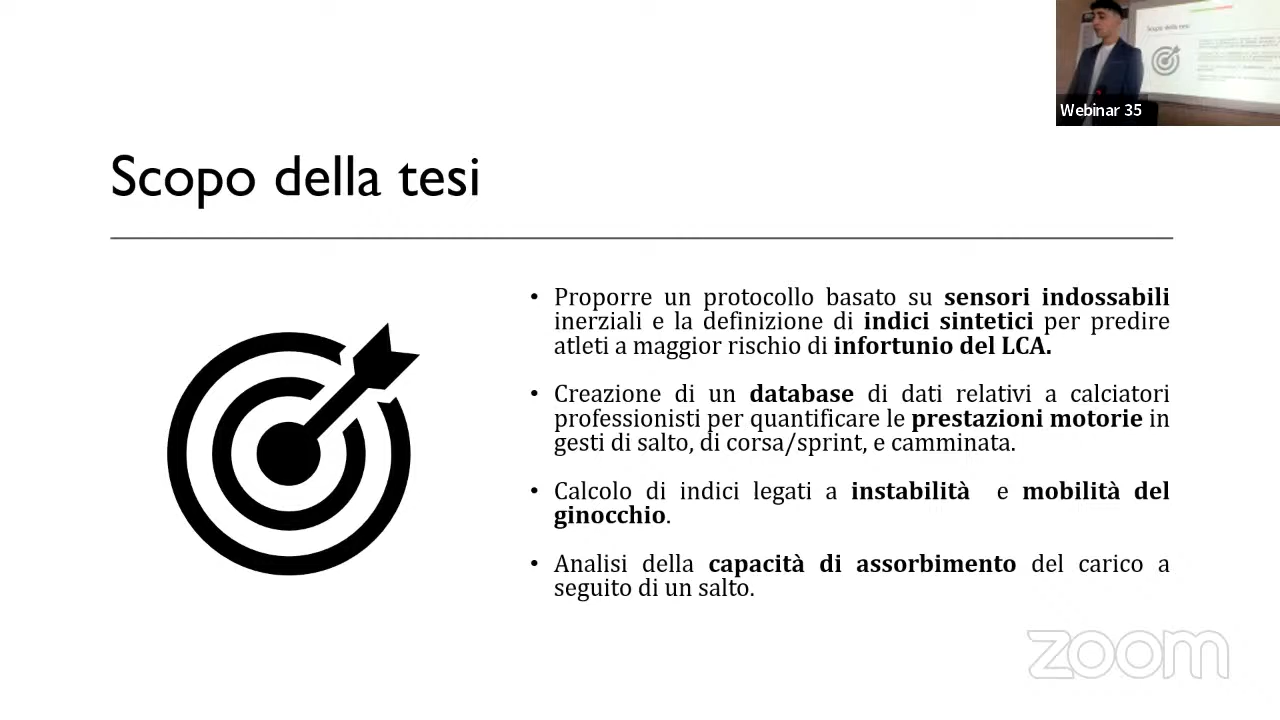 Scopo della tesi
Webinar 35
Scopo della tesi
• Proporre un protocollo basato su sensori indossabili
inerziali e la definizione di indici sintetici per predire
atleti a maggior rischio di infortunio del LCA.
• Creazione di un database di dati relativi a calciatori
professionisti per quantificare le prestazioni motorie in
gesti di salto, di corsa/sprint, e camminata.
• Calcolo di indici legati a instabilità e mobilità del
ginocchio.
• Analisi della capacità di assorbimento del carico a
seguito di un salto.
zoom